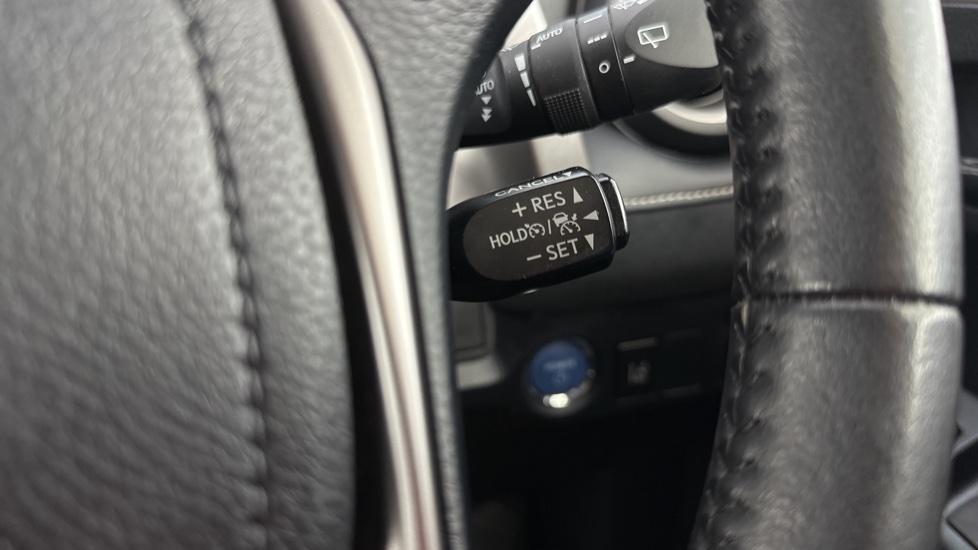 AUTO
AUTO
CANCEL
+ RES
HOLD /
− SET